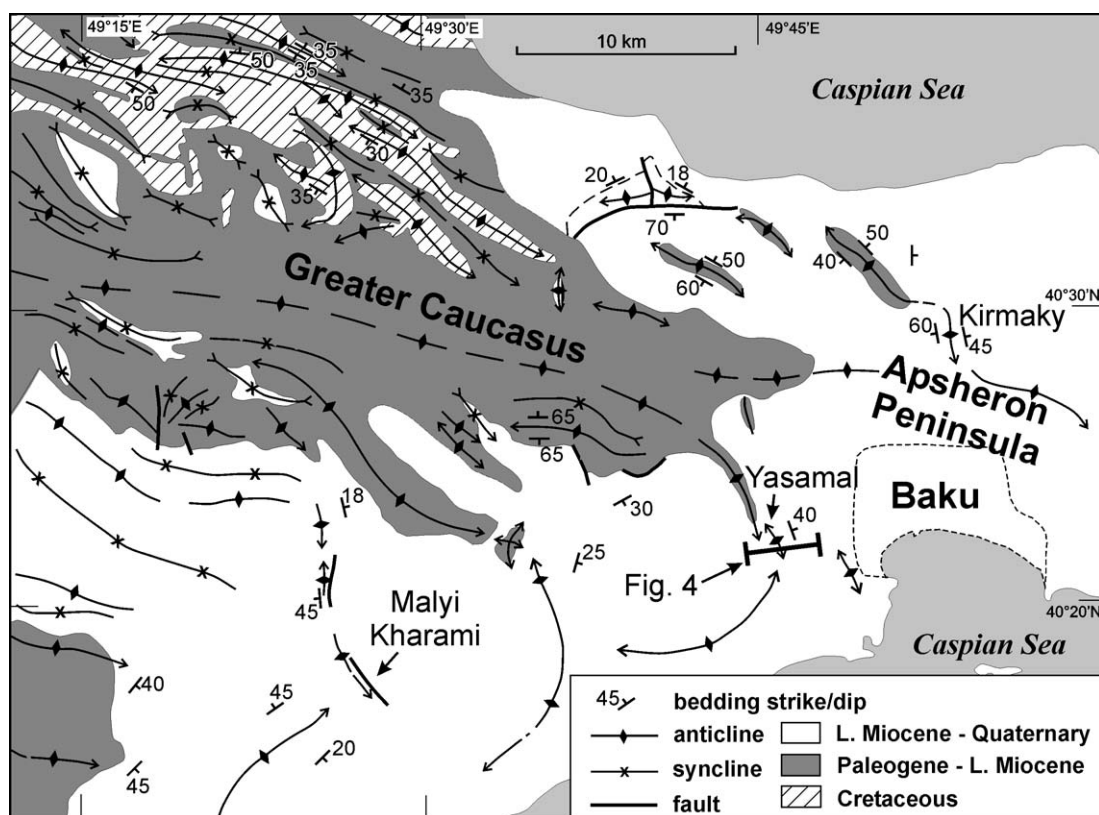 49°15'E
49°30'E
49°45'E
10 km
Caspian Sea
50
50
35
35
35
35
30
35
20
18
70
50
60
50
40
Greater Caucasus
40°30'N
Kirmaky
60
45
Apsheron
Peninsula
65
65
Yasamal
Baku
18
30
40
25
Fig. 4
45
Malyi
Kharami
40°20'N
Caspian Sea
40
45
20
45
45 bedding strike/dip
anticline
L. Miocene - Quaternary
syncline
Paleogene - L. Miocene
fault
Cretaceous